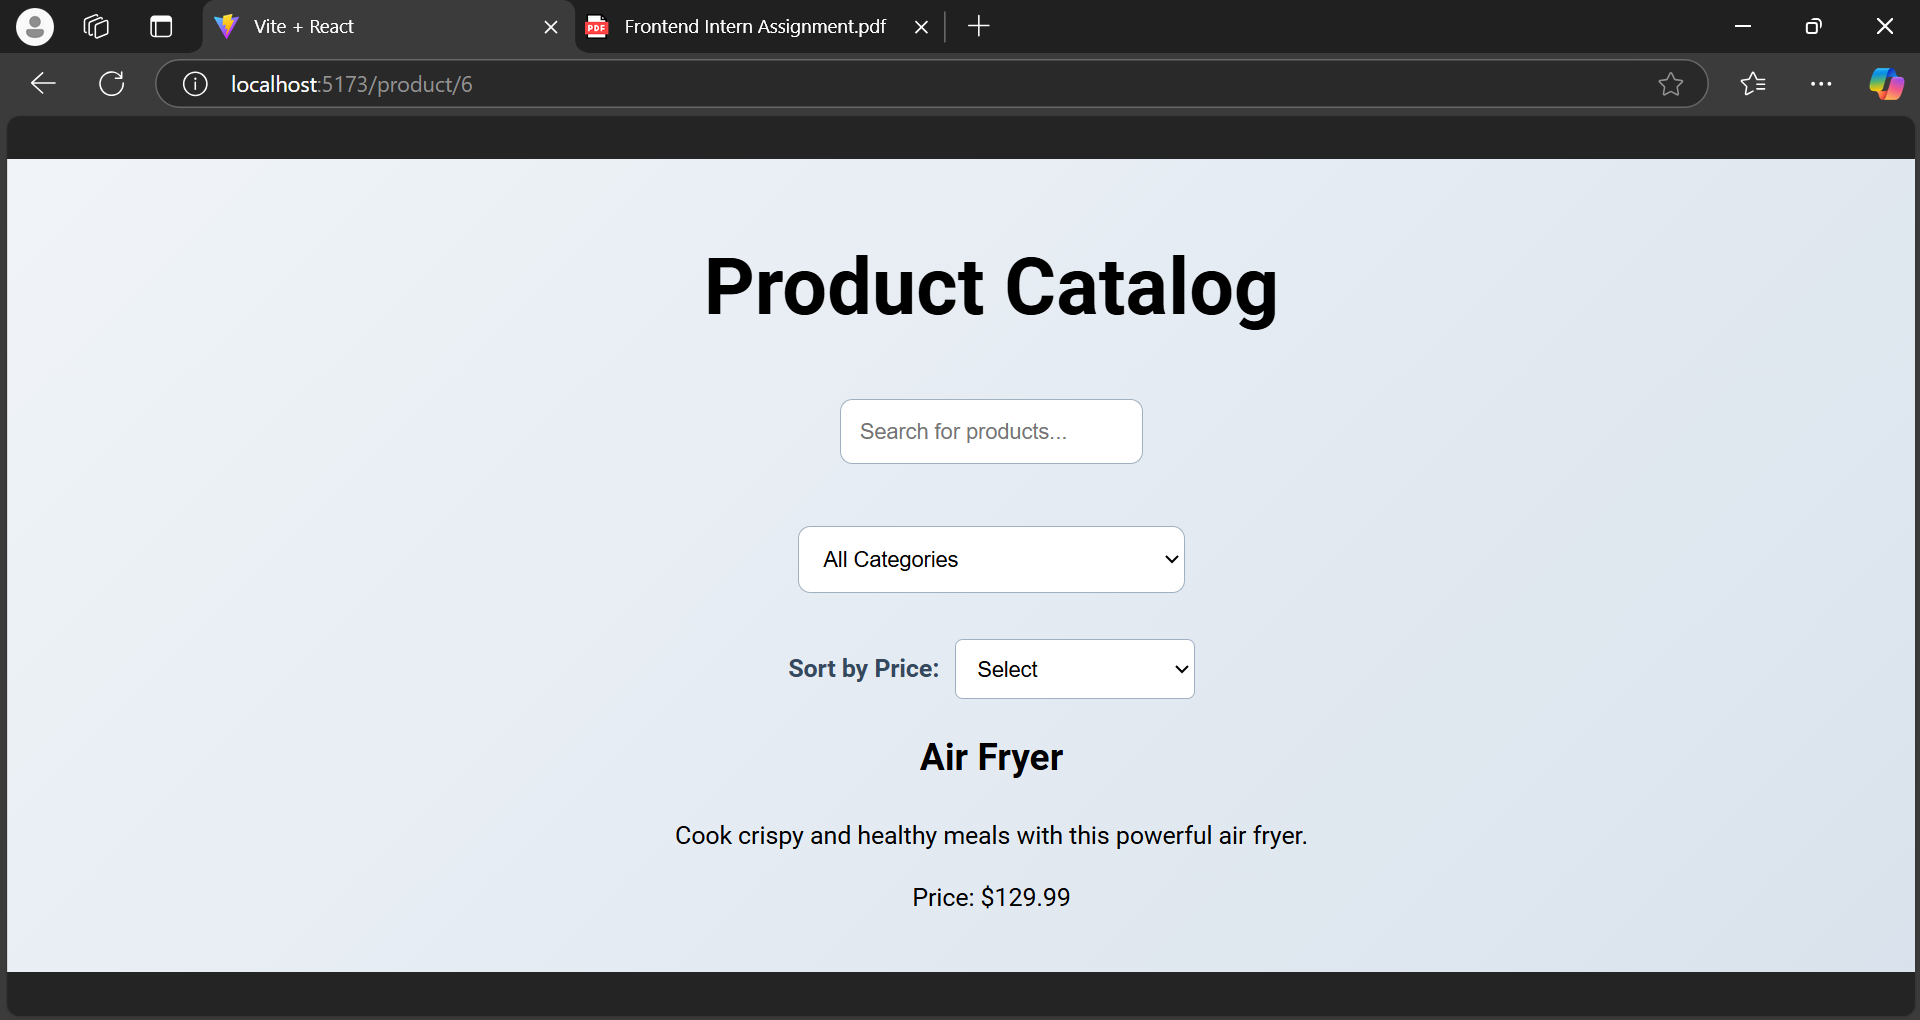 Vite + React
PDF
Frontend Intern Assignment.pdf
localhost:5173/product/6
Product Catalog
Search for products...
All Categories
Sort by Price:
Select
Air Fryer
Cook crispy and healthy meals with this powerful air fryer.
Price: $129.99